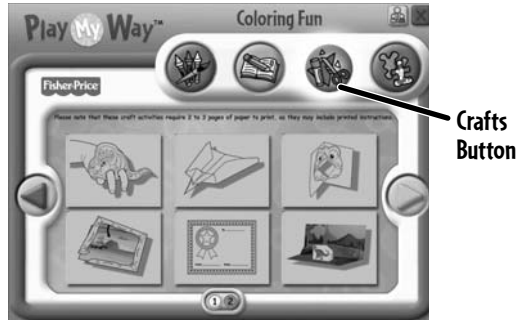 Play My Way™
Coloring Fun
Fisher-Price
Please note that these craft activities require 2 to 3 pages of paper to print, as they may include printed instructions.
Crafts
Button
1 2